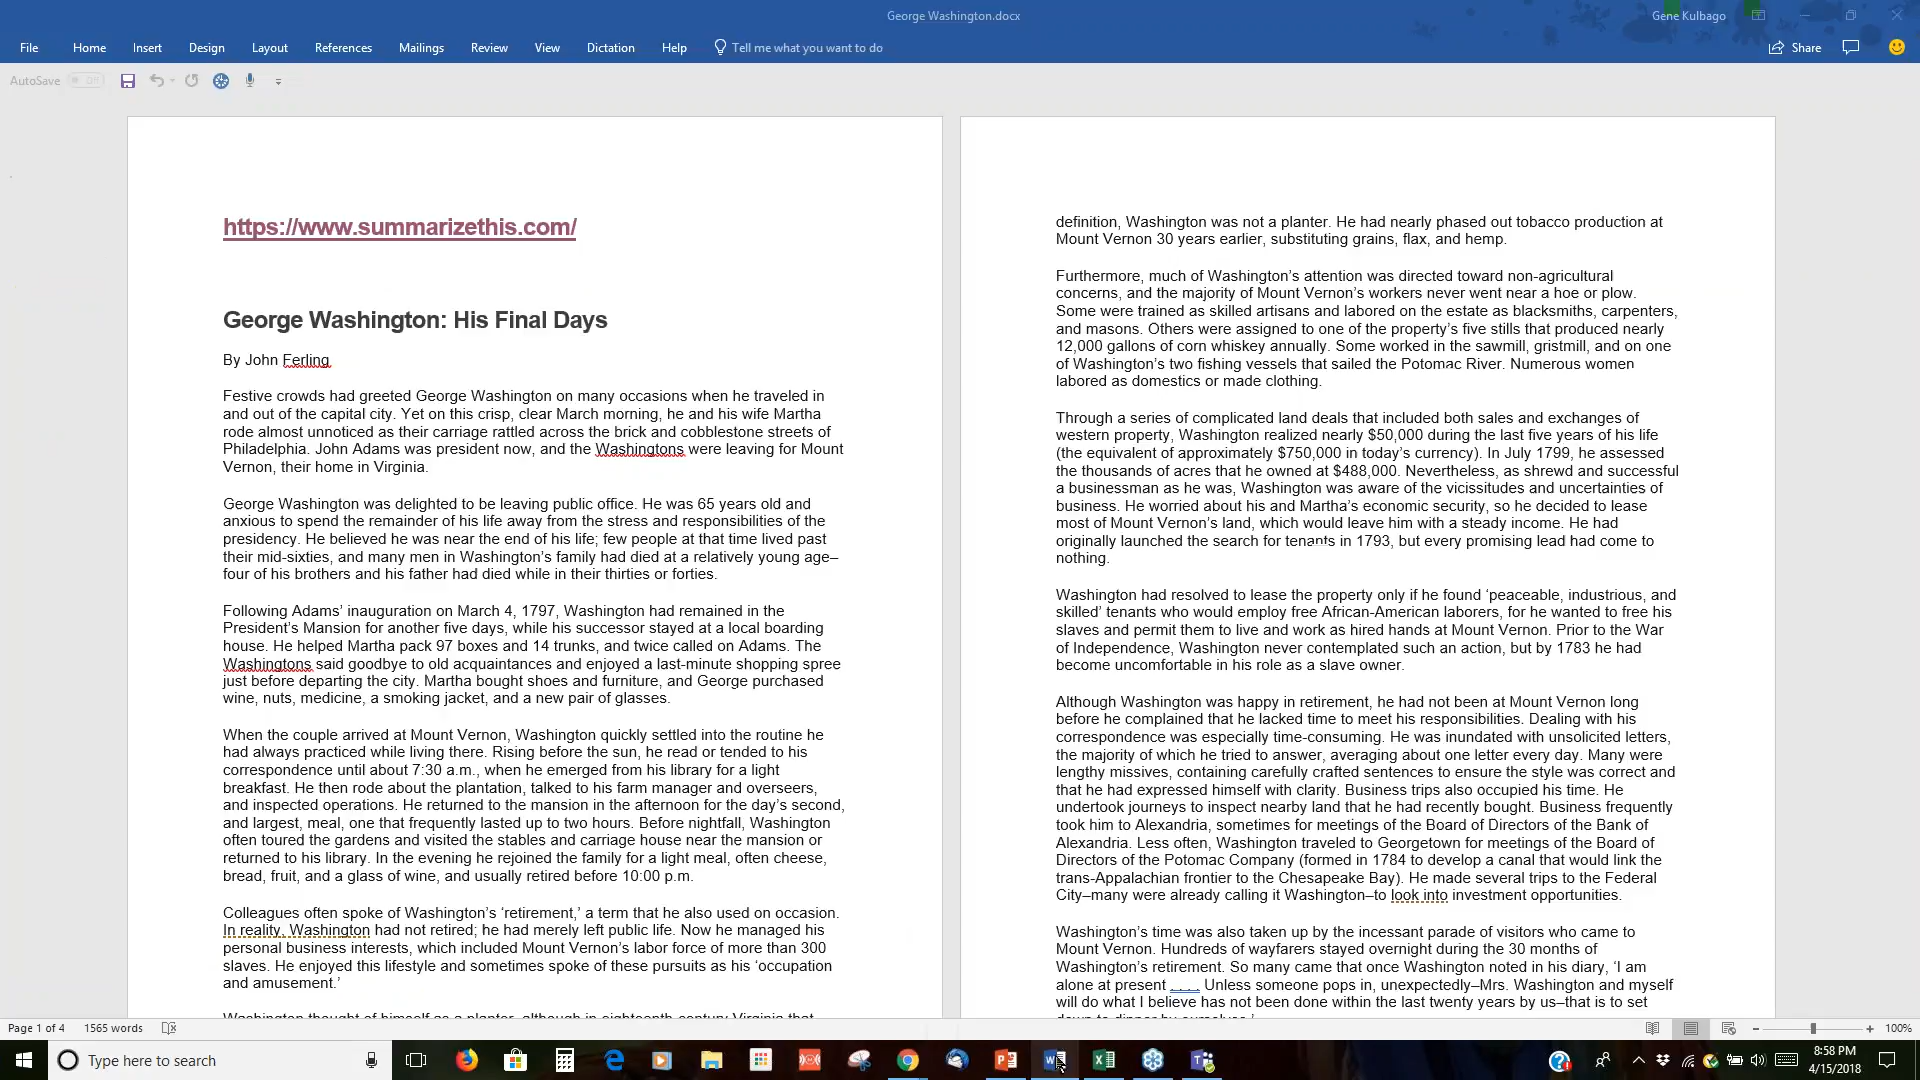 George Washington.docx
Gene Kulbago
File
Home
Insert
Design
Layout
References
Mailings
Review
View
Dictation
Help
Tell me what you want to do
Share
AutoSave
Off
https://www.summarizethis.com/
George Washington: His Final Days
By John Ferling
Festive crowds had greeted George Washington on many occasions when he traveled in
and out of the capital city. Yet on this crisp, clear March morning, he and his wife Martha
rode almost unnoticed as their carriage rattled across the brick and cobblestone streets of
Philadelphia. John Adams was president now, and the Washingtons were leaving for Mount
Vernon, their home in Virginia.
George Washington was delighted to be leaving public office. He was 65 years old and
anxious to spend the remainder of his life away from the stress and responsibilities of the
presidency. He believed he was near the end of his life; few people at that time lived past
their mid-sixties, and many men in Washington’s family had died at a relatively young age–
four of his brothers and his father had died while in their thirties or forties.
Following Adams’ inauguration on March 4, 1797, Washington had remained in the
President’s Mansion for another five days, while his successor stayed at a local boarding
house. He helped Martha pack 97 boxes and 14 trunks, and twice called on Adams. The
Washingtons said goodbye to old acquaintances and enjoyed a last-minute shopping spree
just before departing the city. Martha bought shoes and furniture, and George purchased
wine, nuts, medicine, a smoking jacket, and a new pair of glasses.
When the couple arrived at Mount Vernon, Washington quickly settled into the routine he
had always practiced while living there. Rising before the sun, he read or tended to his
correspondence until about 7:30 a.m., when he emerged from his library for a light
breakfast. He then rode about the plantation, talked to his farm manager and overseers,
and inspected operations. He returned to the mansion in the afternoon for the day’s second,
and largest, meal, one that frequently lasted up to two hours. Before nightfall, Washington
often toured the gardens and visited the stables and carriage house near the mansion or
returned to his library. In the evening he rejoined the family for a light meal, often cheese,
bread, fruit, and a glass of wine, and usually retired before 10:00 p.m.
Colleagues often spoke of Washington’s ‘retirement,’ a term that he also used on occasion.
In reality, Washington had not retired; he had merely left public life. Now he managed his
personal business interests, which included Mount Vernon’s labor force of more than 300
slaves. He enjoyed this lifestyle and sometimes spoke of these pursuits as his ‘occupation
and amusement.’
Washington thought of himself as a planter, although in eighteenth-century Virginia that
definition, Washington was not a planter. He had nearly phased out tobacco production at
Mount Vernon 30 years earlier, substituting grains, flax, and hemp.
Furthermore, much of Washington’s attention was directed toward non-agricultural
concerns, and the majority of Mount Vernon’s workers never went near a hoe or plow.
Some were trained as skilled artisans and labored on the estate as blacksmiths, carpenters,
and masons. Others were assigned to one of the property’s five stills that produced nearly
12,000 gallons of corn whiskey annually. Some worked in the sawmill, gristmill, and on one
of Washington’s two fishing vessels that sailed the Potomac River. Numerous women
labored as domestics or made clothing.
Through a series of complicated land deals that included both sales and exchanges of
western property, Washington realized nearly $50,000 during the last five years of his life
(the equivalent of approximately $750,000 in today’s currency). In July 1799, he assessed
the thousands of acres that he owned at $488,000. Nevertheless, as shrewd and successful
a businessman as he was, Washington was aware of the vicissitudes and uncertainties of
business. He worried about his and Martha’s economic security, so he decided to lease
most of Mount Vernon’s land, which would leave him with a steady income. He had
originally launched the search for tenants in 1793, but every promising lead had come to
nothing.
Washington had resolved to lease the property only if he found ‘peaceable, industrious, and
skilled’ tenants who would employ free African-American laborers, for he wanted to free his
slaves and permit them to live and work as hired hands at Mount Vernon. Prior to the War
of Independence, Washington never contemplated such an action, but by 1783 he had
become uncomfortable in his role as a slave owner.
Although Washington was happy in retirement, he had not been at Mount Vernon long
before he complained that he lacked time to meet his responsibilities. Dealing with his
correspondence was especially time-consuming. He was inundated with unsolicited letters,
the majority of which he tried to answer, averaging about one letter every day. Many were
lengthy missives, containing carefully crafted sentences to ensure the style was correct and
that he had expressed himself with clarity. Business trips also occupied his time. He
undertook journeys to inspect nearby land that he had recently bought. Business frequently
took him to Alexandria, sometimes for meetings of the Board of Directors of the Bank of
Alexandria. Less often, Washington traveled to Georgetown for meetings of the Board of
Directors of the Potomac Company (formed in 1784 to develop a canal that would link the
trans-Appalachian frontier to the Chesapeake Bay). He made several trips to the Federal
City–many were already calling it Washington–to look into investment opportunities.
Washington’s time was also taken up by the incessant parade of visitors who came to
Mount Vernon. Hundreds of wayfarers stayed overnight during the 30 months of
Washington’s retirement. So many came that once Washington noted in his diary, ‘I am
alone at present . . . . Unless someone pops in, unexpectedly–Mrs. Washington and myself
will do what I believe has not been done within the last twenty years by us–that is to set
down to dinner by ourselves.’
Page 1 of 4
1565 words
100%
Type here to search
8:58 PM
4/15/2018